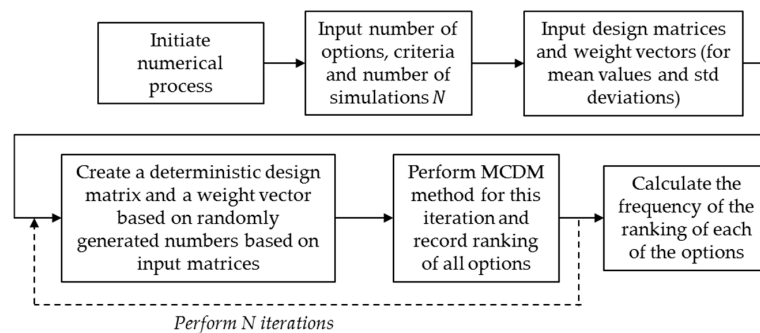 Initiate
numerical
process
Input number of
options, criteria
and number of
simulations N
Input design matrices
and weight vectors (for
mean values and std
deviations)
Create a deterministic design
matrix and a weight vector
based on randomly
generated numbers based on
input matrices
Perform MCDM
method for this
iteration and
record ranking
of all options
Calculate the
frequency of the
ranking of each
of the options
Perform N iterations